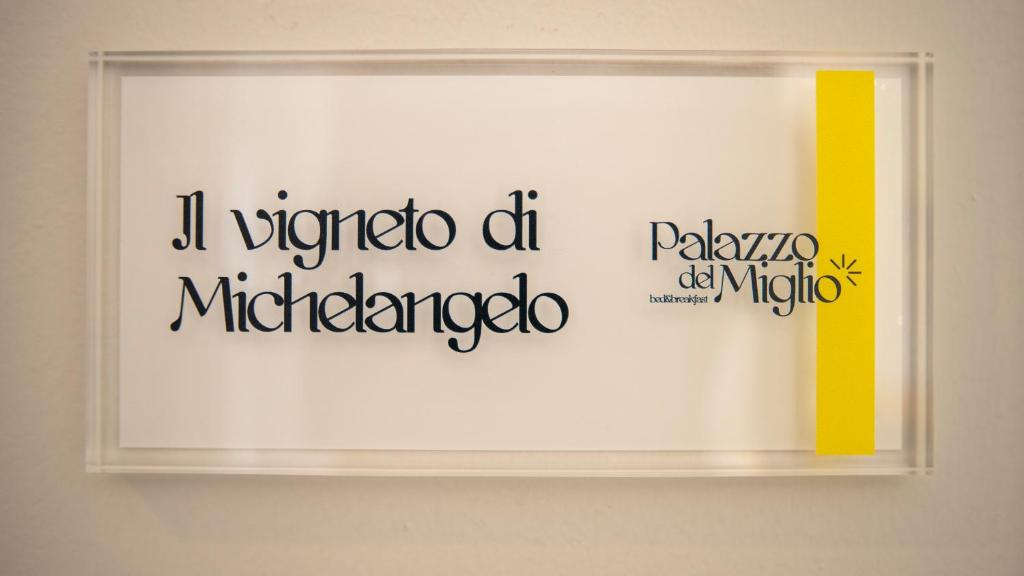 Il vigneto di
Michelangelo
Palazzo
del Miglio
bed&breakfast